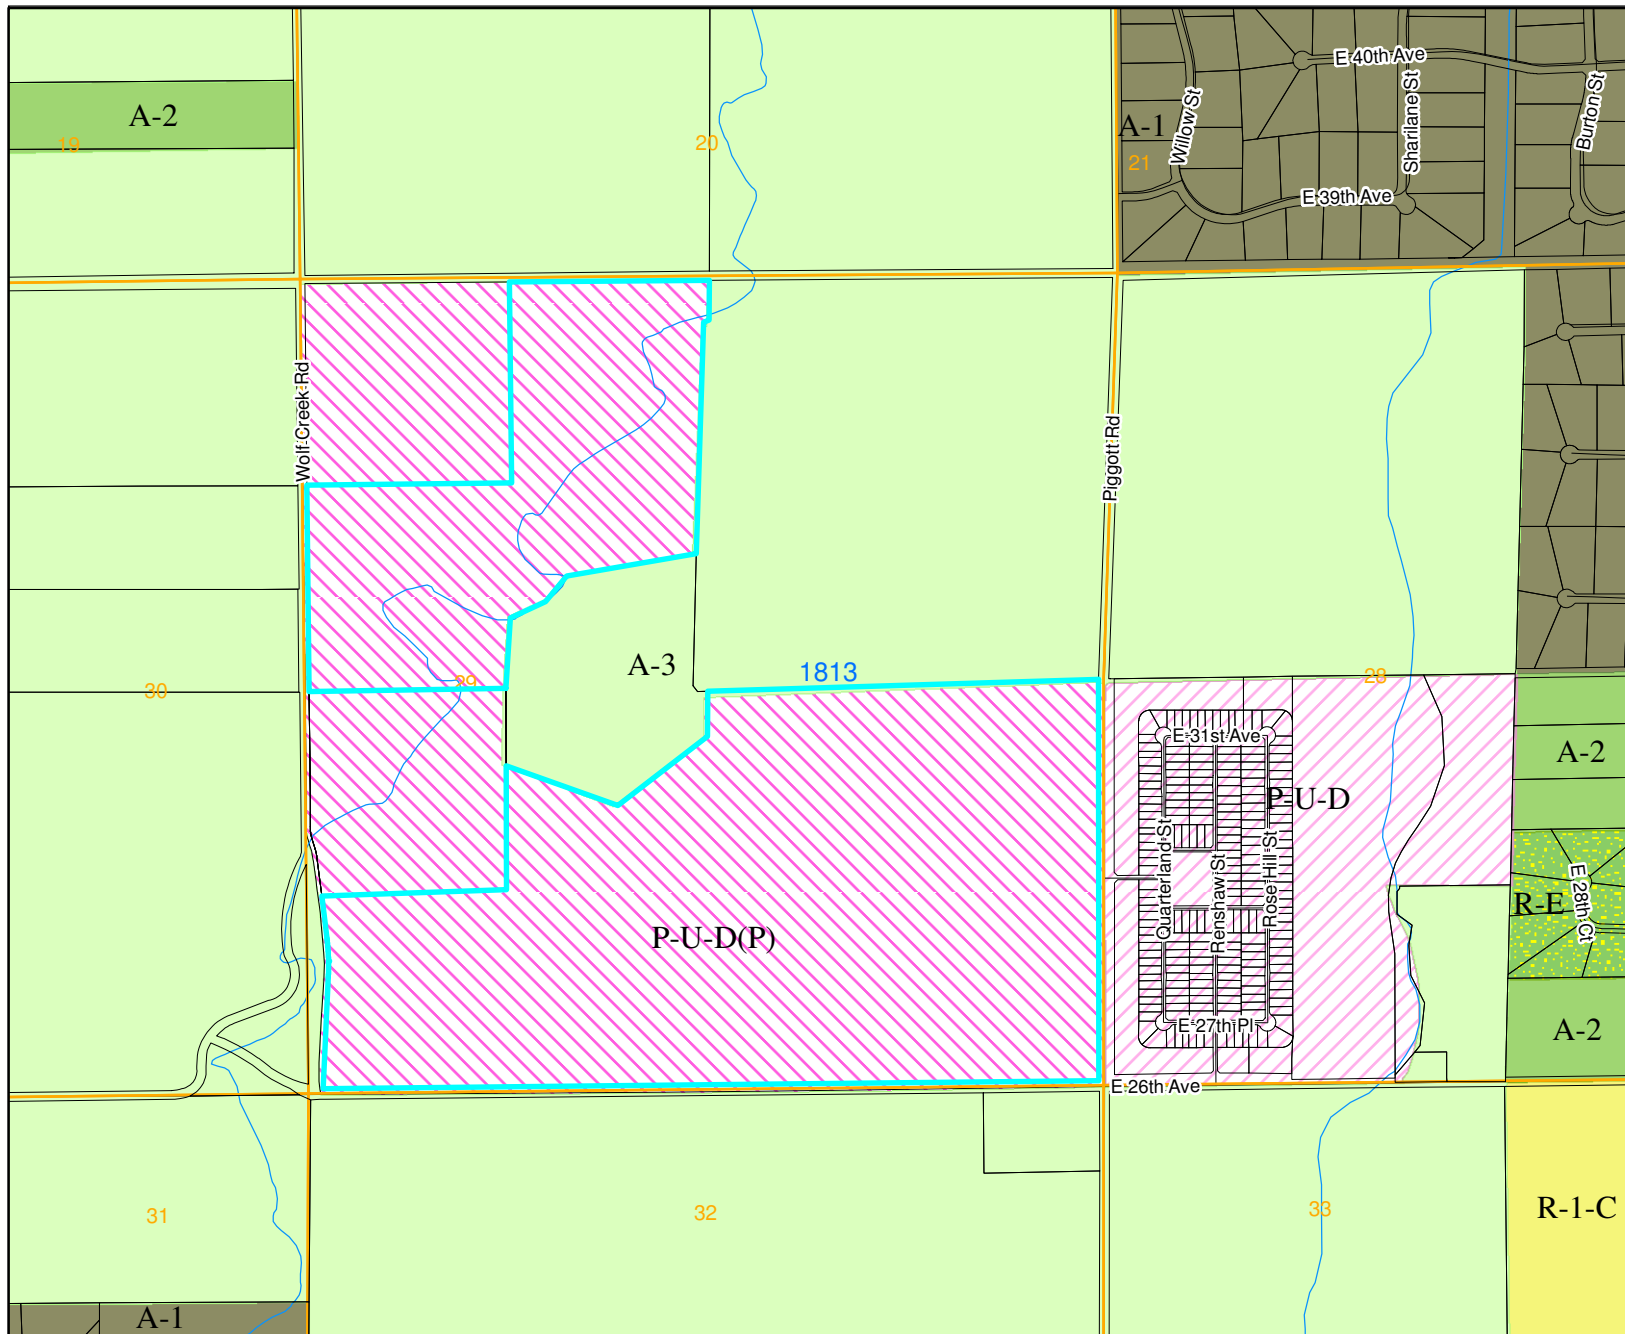 E 40th Ave
A-2
A-1
Willow St
Sharilane St
Burton St
19
20
21
E 39th Ave
Wolf Creek Rd
Piggott Rd
A-3
1813
30
29
28
E 31st Ave
A-2
P-U-D
Quarterland St
Renshaw St
Rose Hill St
E 28th Ct
R-E
P-U-D(P)
E 27th Pl
A-2
E 26th Ave
31
32
33
R-1-C
A-1